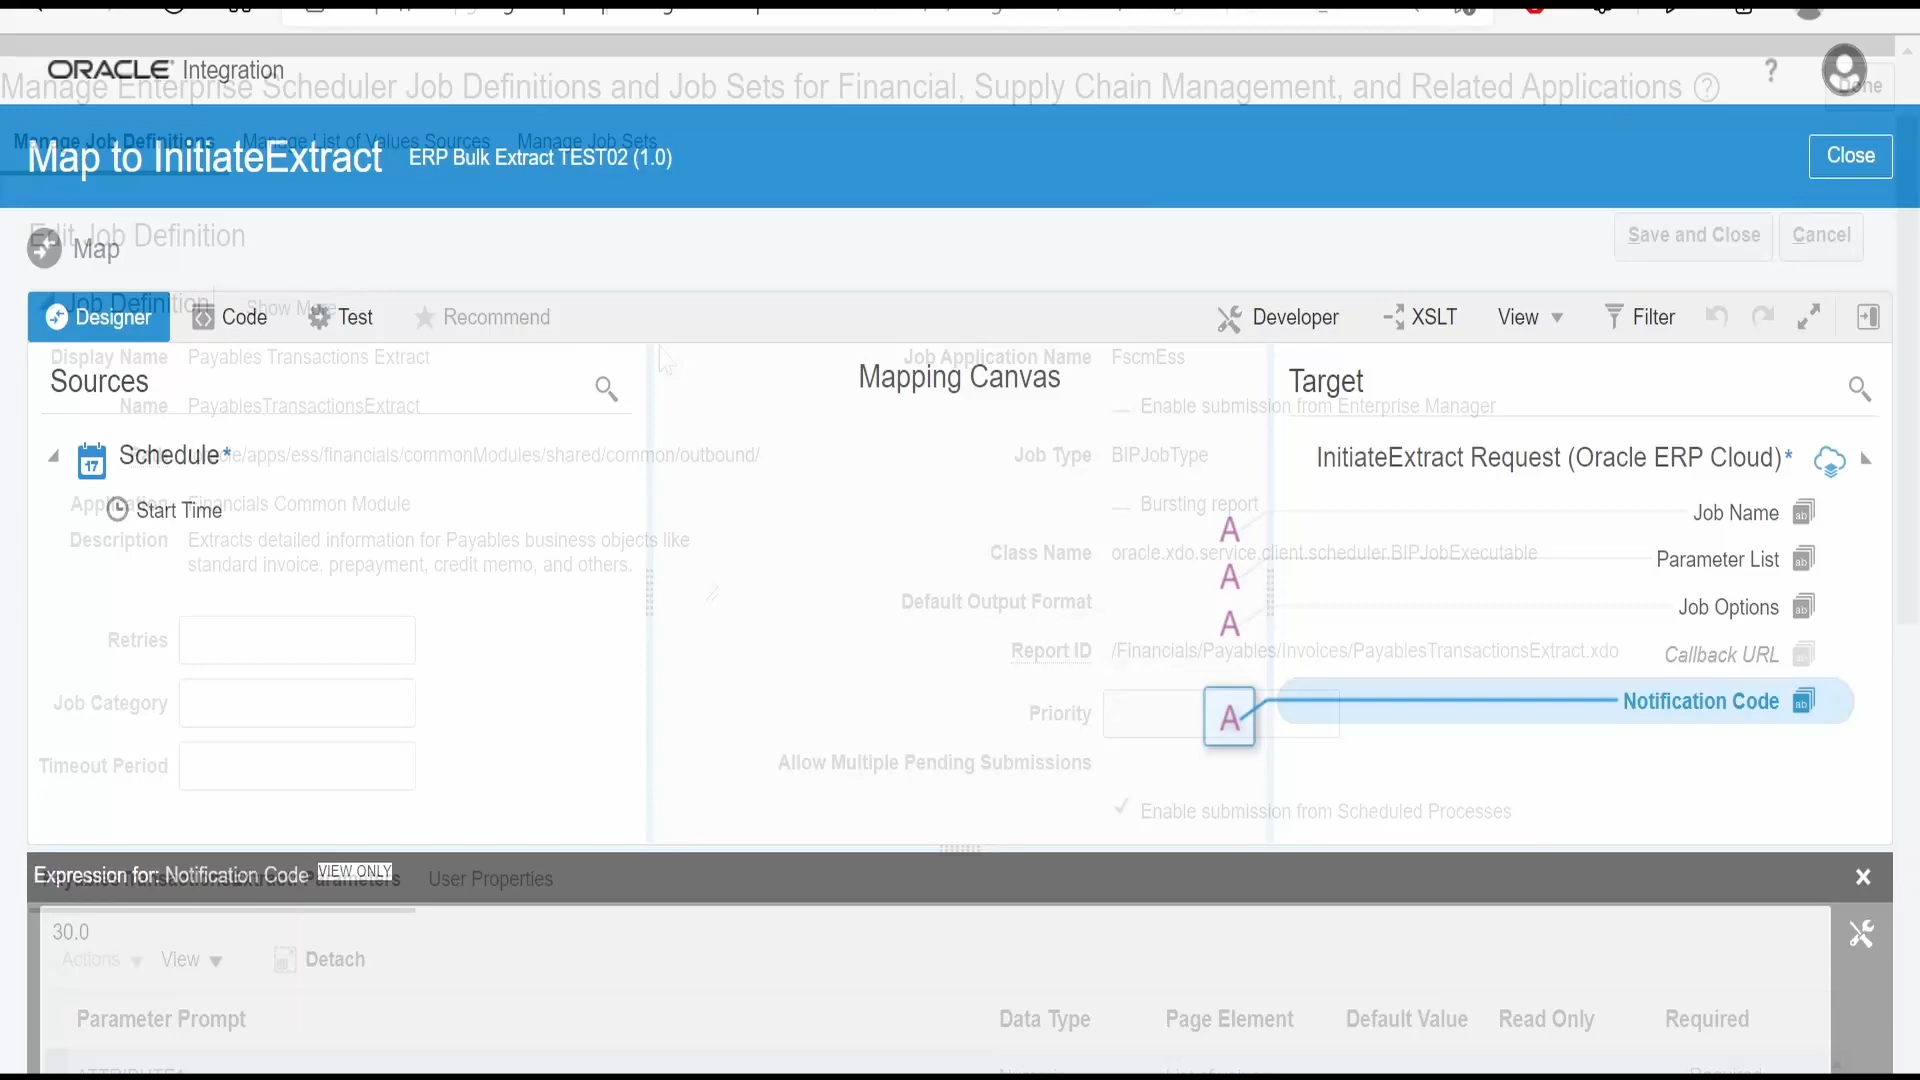 ORACLE Integration
Manage Enterprise Scheduler Job Definitions and Job Sets for Financial, Supply Chain Management, and Related Applications
Done
Manage Job Definitions Manage List of Values Sources Manage Job Sets
Map to InitiateExtract ERP Bulk Extract TEST02 (1.0)
Close
Edit Job Definition
Save and Close Cancel
Map
Job Definition Show More
Designer Code Test Recommend Developer XSLT View Filter
Display Name Payables Transactions Extract Job Application Name FscmEss
Sources Mapping Canvas Target
Name PayablesTransactionsExtract Enable submission from Enterprise Manager
Schedule* /apps/ess/financials/commonModules/shared/common/outbound/ Job Type BIPJobType InitiateExtract Request (Oracle ERP Cloud)*
17
Application Financials Common Module Bursting report
Start Time
Job Name
Description Extracts detailed information for Payables business objects like
standard invoice, prepayment, credit memo, and others.
Class Name oracle.xdo.service.client.scheduler.BIPJobExecutable
A
Parameter List
A
Default Output Format
Job Options
A
Retries
Report ID /Financials/Payables/Invoices/PayablesTransactionsExtract.xdo
Callback URL
Job Category Priority
A
Notification Code
Timeout Period Allow Multiple Pending Submissions
Enable submission from Scheduled Processes
Expression for: Notification Code VIEW ONLY
PayablesTransactionsExtract: Parameters User Properties
30.0
Actions View Detach
Parameter Prompt Data Type Page Element Default Value Read Only Required